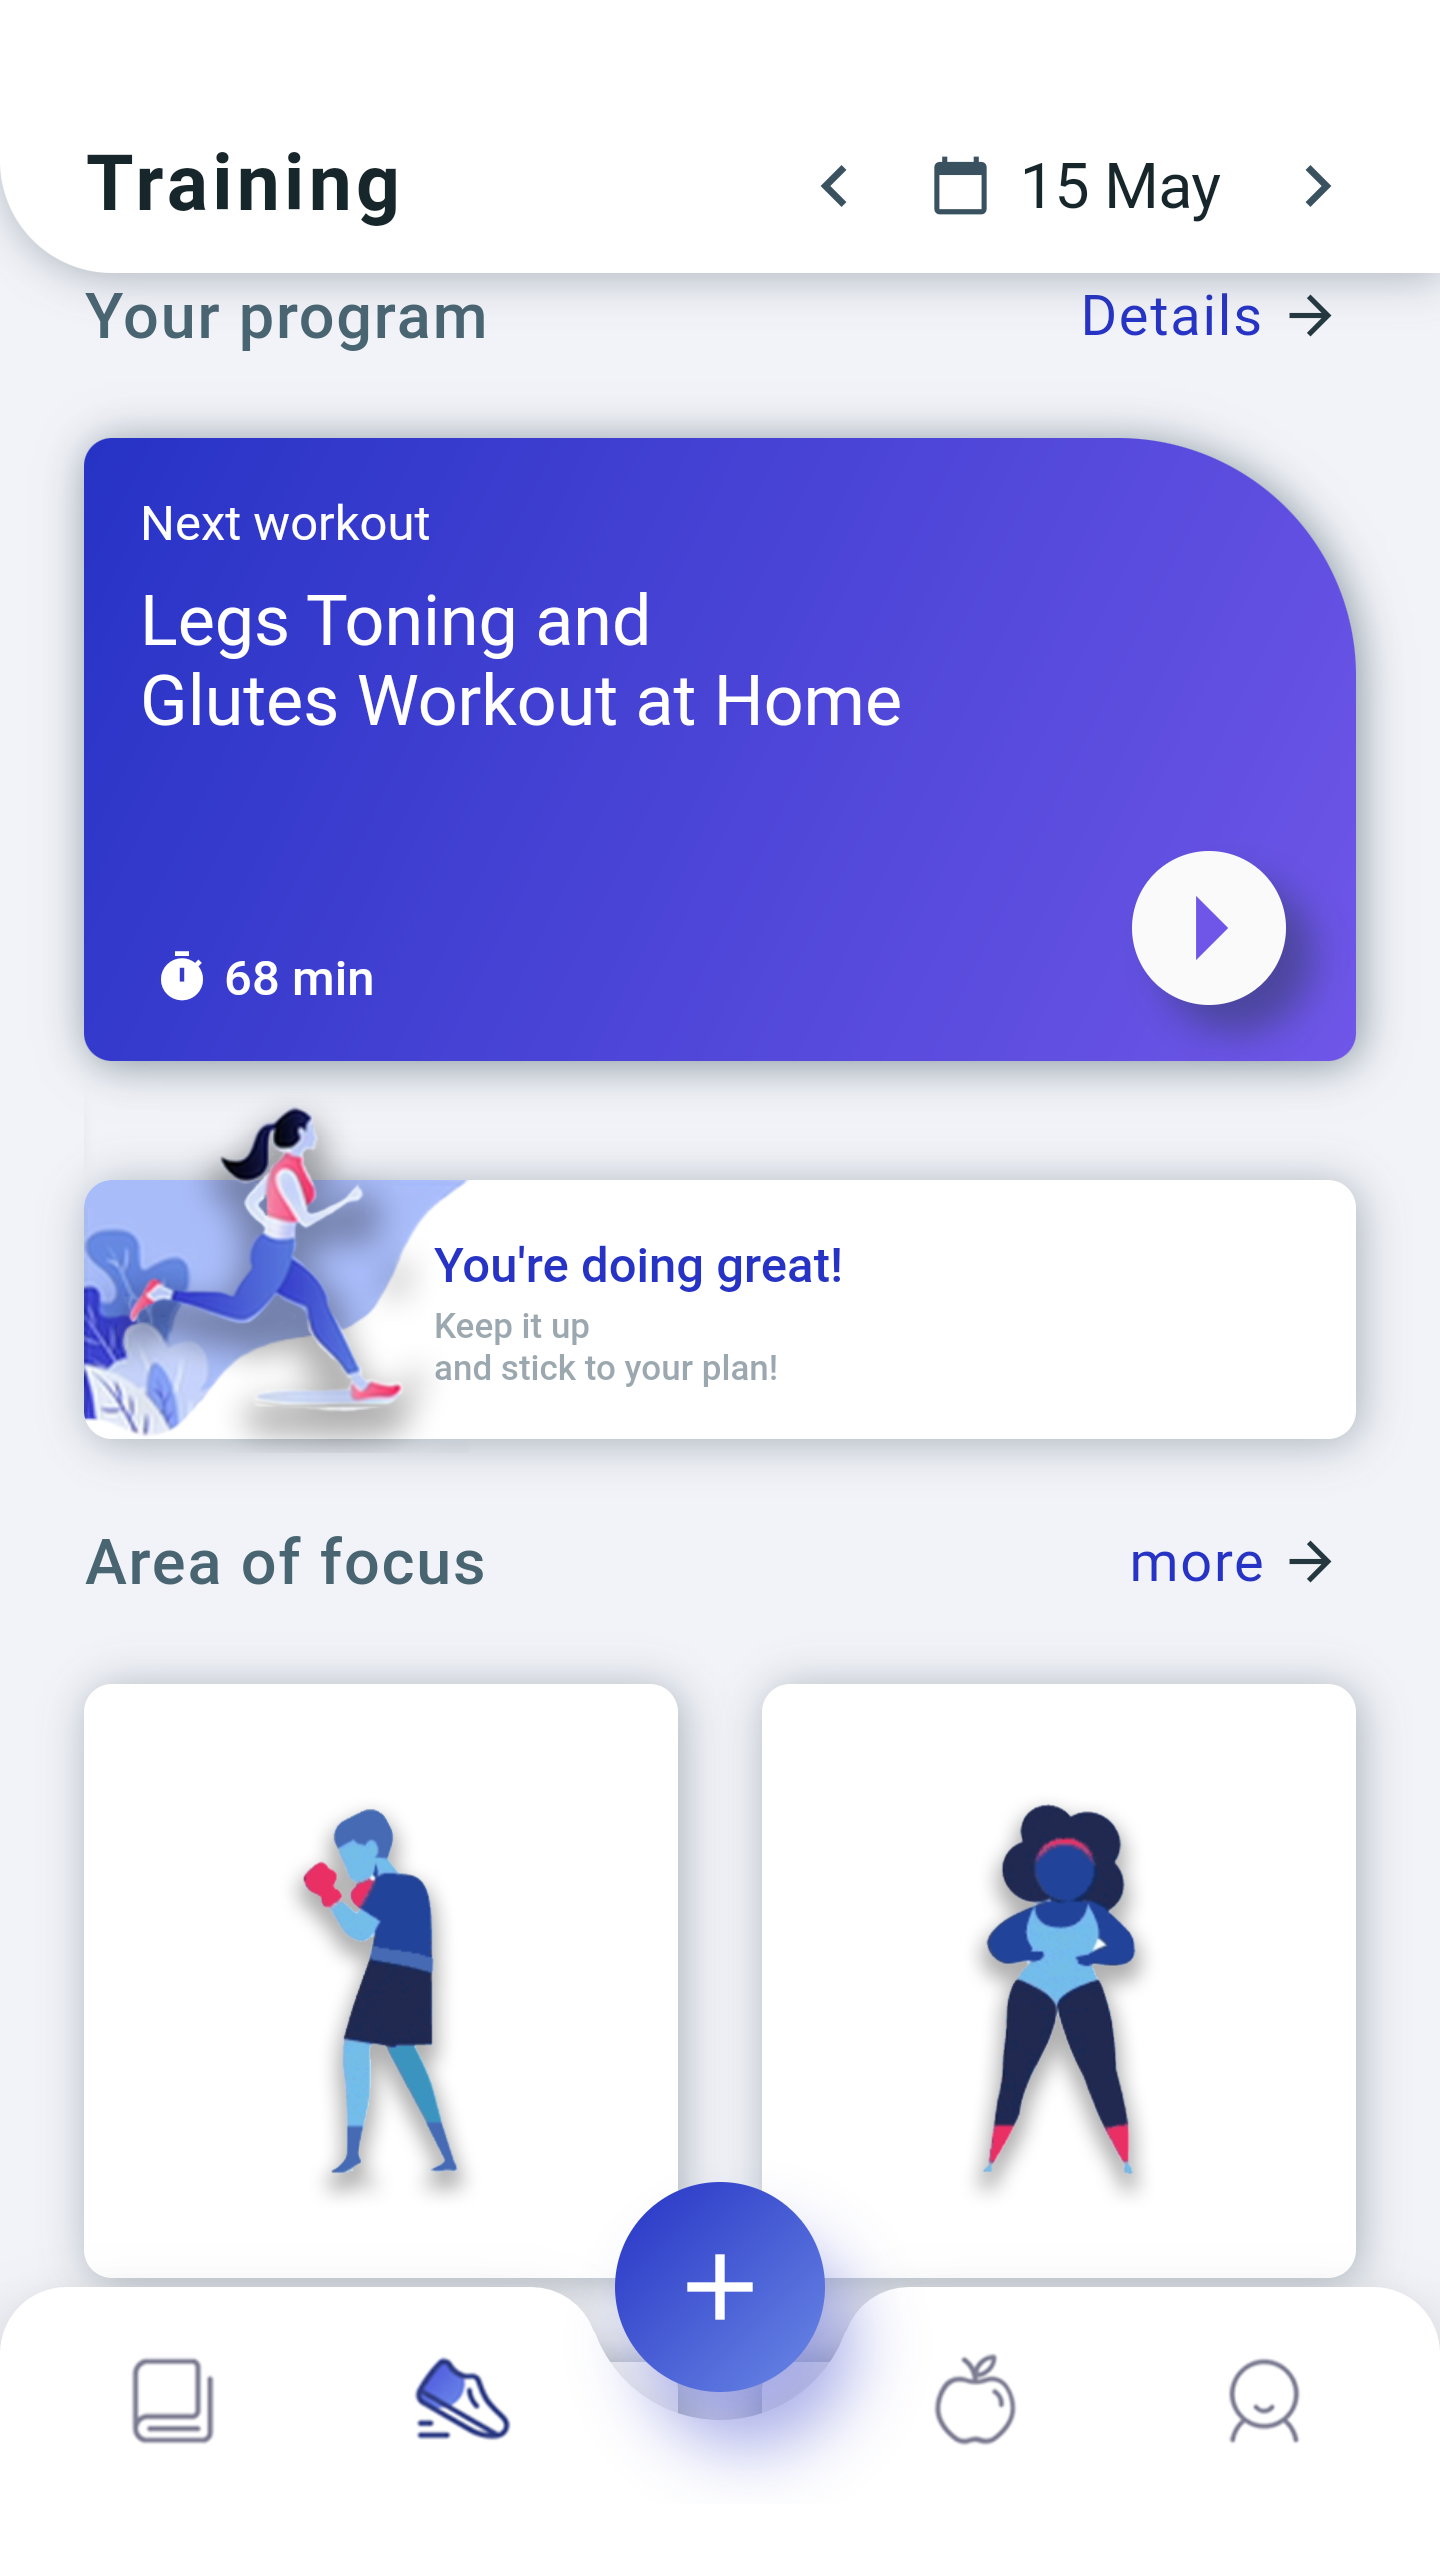 Training
15 May
Your program
Details
Next workout
Legs Toning and
Glutes Workout at Home
68 min
You're doing great!
Keep it up
and stick to your plan!
Area of focus
more